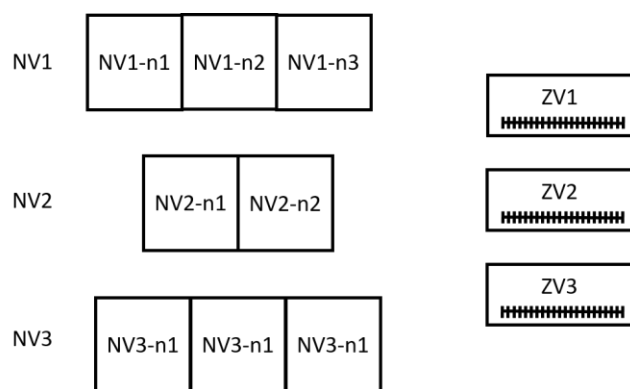 NV1 NV1-n1 NV1-n2 NV1-n3
ZV1
NV2 NV2-n1 NV2-n2
ZV2
ZV3
NV3 NV3-n1 NV3-n1 NV3-n1